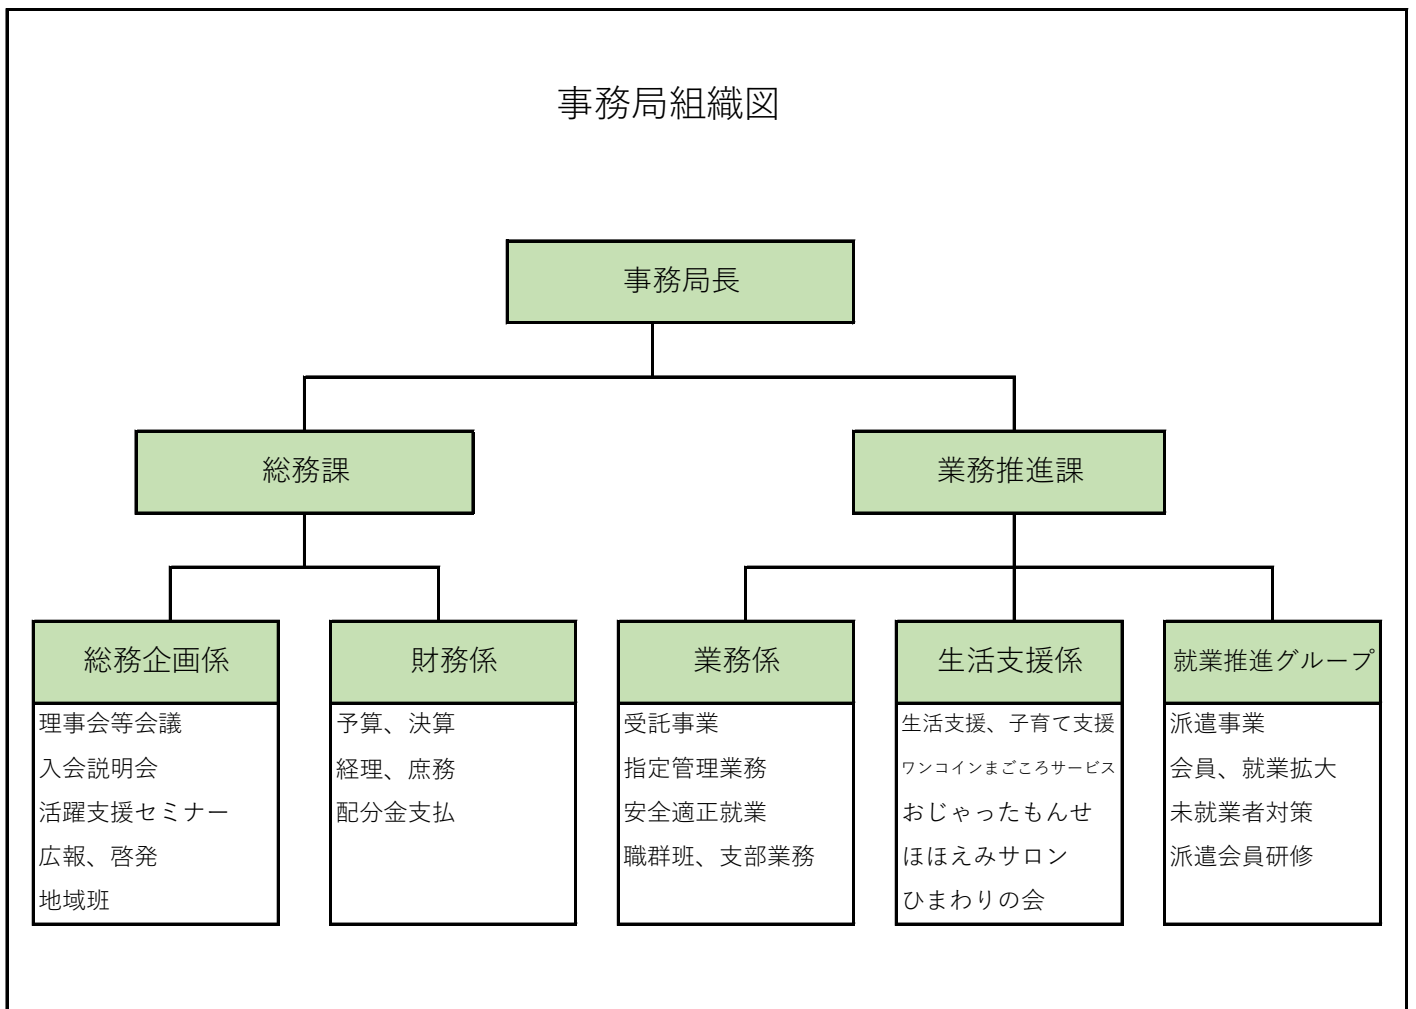 事務局組織図
事務局長
総務課
業務推進課
総務企画係
理事会等会議
入会説明会
活躍支援セミナー
広報、啓発
地域班
財務係
予算、決算
経理、庶務
配分金支払
業務係
受託事業
指定管理業務
安全適正就業
職群班、支部業務
生活支援係
生活支援、子育て支援
ワンコインまごころサービス
おじゃったもんせ
ほほえみサロン
ひまわりの会
就業推進グループ
派遣事業
会員、就業拡大
未就業者対策
派遣会員研修